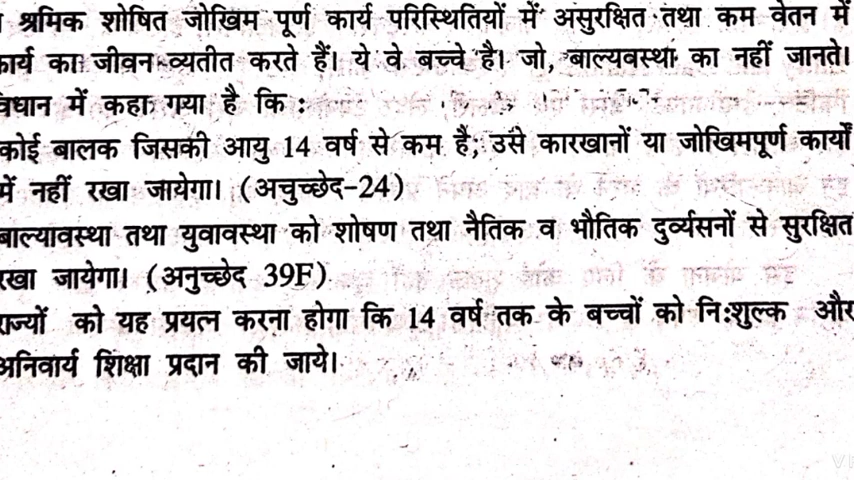 श्रमिक शोषित जोखिम पूर्ण कार्य परिस्थितियों में असुरक्षित तथा कम वेतन में
कार्य का जीवन-व्यतीत करते हैं। ये वे बच्चे है। जो, बाल्यवस्था का नहीं जानते।
वधान में कहा गया है कि :
कोई बालक जिसकी आयु 14 वर्ष से कम है; उसे कारखानों या जोखिमपूर्ण कार्यों
में नहीं रखा जायेगा। (अचुच्छेद-24)
बाल्यावस्था तथा युवावस्था को शोषण तथा नैतिक व भौतिक दुर्व्यसनों से सुरक्षित
रखा जायेगा। (अनुच्छेद 39F)
राज्यों को यह प्रयत्न करना होगा कि 14 वर्ष तक के बच्चों को नि:शुल्क और
अनिवार्य शिक्षा प्रदान की जाये।